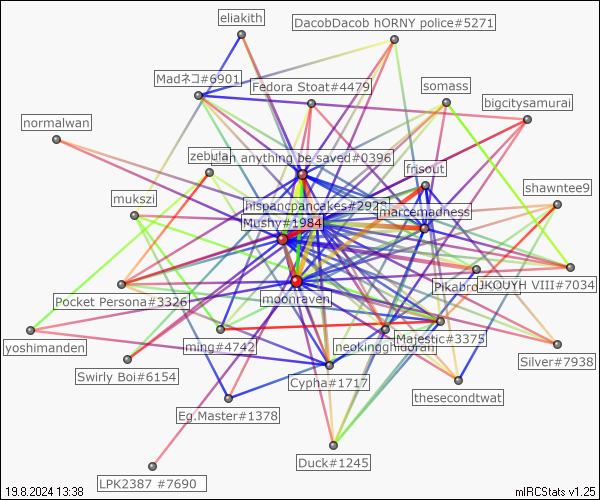 eliakith
DacobDacob hORNY police#5271
Madネコ#6901
Fedora Stoat#4479
somass
bigcitysamurai
normalwan
zebula
can anything be saved#0396
frisout
shawntee9
mukszi
hispancpancakes#2928
marcemadness
Mushy#1984
Pocket Persona#3326
moonraven
JKOUYH VIII#7034
yoshimanden
ming#4742
neokingghidorah
Majestic#3375
Swirly Boi#6154
Cypha#1717
Silver#7938
Eg.Master#1378
thesecondtwat
Duck#1245
LPK2387 #7690
19.8.2024 13:38
mIRCStats v1.25